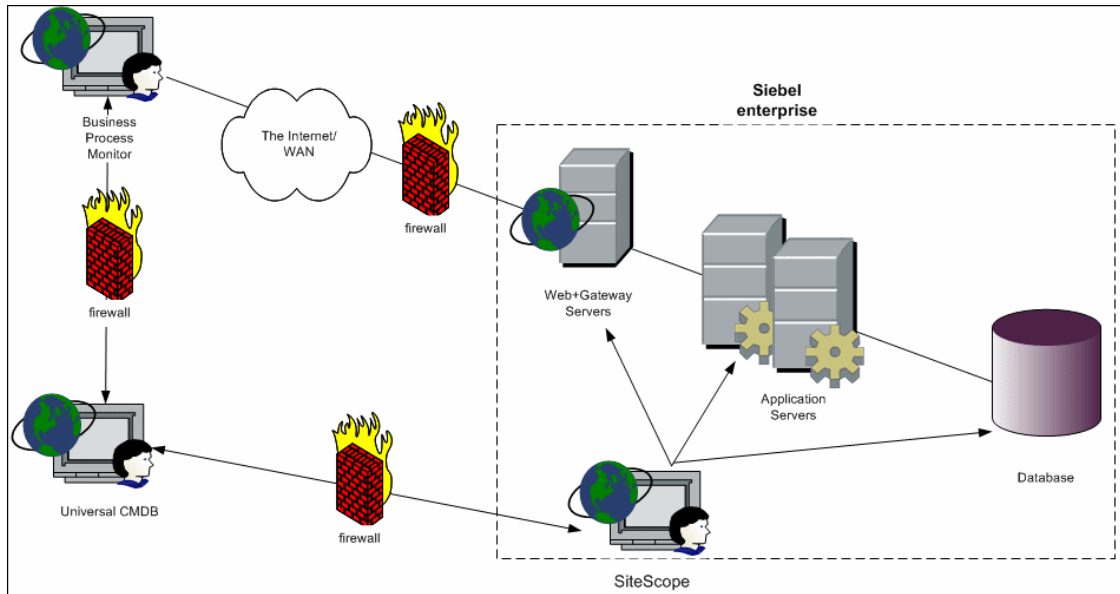 Siebel
enterprise
Business
Process
Monitor
The Internet/
WAN
firewall
firewall
Web+Gateway
Servers
Application
Servers
Database
Universal CMDB
firewall
SiteScope